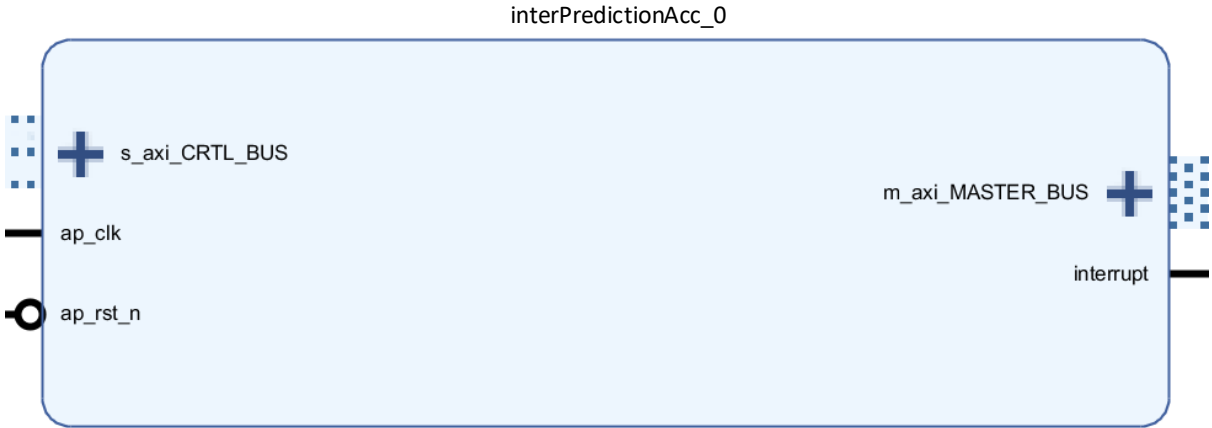 interPredictionAcc_0
s_axi_CRTL_BUS
m_axi_MASTER_BUS
ap_clk
interrupt
ap_rst_n